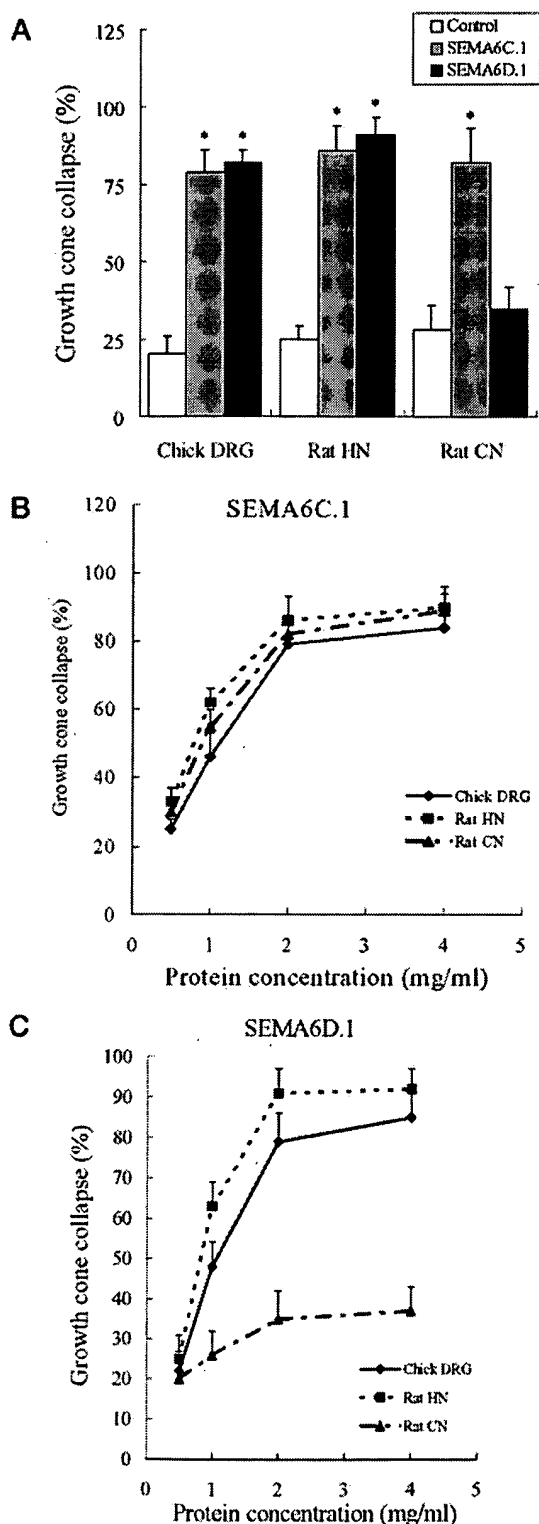 A
Control
SEMA6C.1
SEMA6D.1
Growth cone collapse (%)
125
100
75
50
25
0
* * * * *
Chick DRG Rat HN Rat CN
B
SEMA6C.1
Growth cone collapse (%)
120
100
80
60
40
20
0
Chick DRG
Rat HN
Rat CN
0 1 2 3 4 5
Protein concentration (mg/ml)
C
SEMA6D.1
Growth cone collapse (%)
100
90
80
70
60
50
40
30
20
10
0
Chick DRG
Rat HN
Rat CN
0 1 2 3 4 5
Protein concentration (mg/ml)